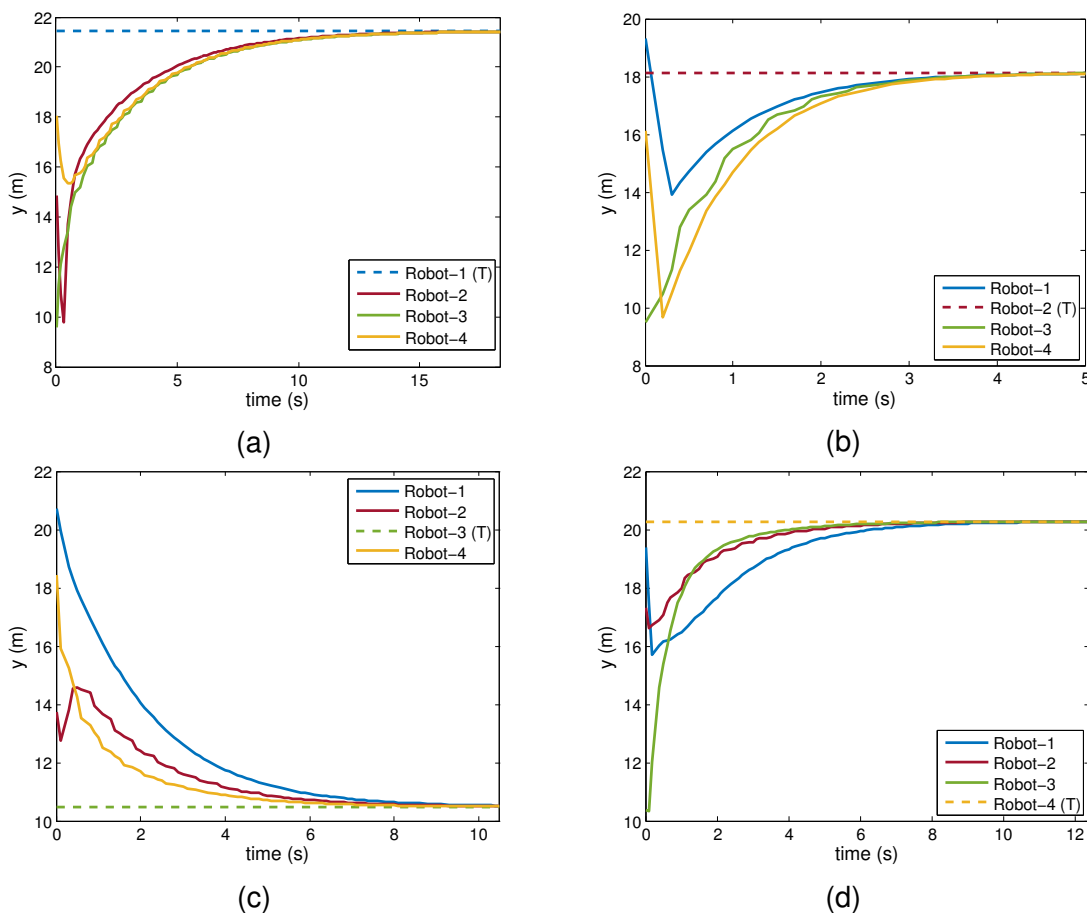 22
20
18
16
14
12
10
8
y (m)
0
5
10
15
time (s)
Robot−1 (T)
Robot−2
Robot−3
Robot−4
(a)
20
18
16
14
12
10
8
y (m)
0
1
2
3
4
5
time (s)
Robot−1
Robot−2 (T)
Robot−3
Robot−4
(b)
22
20
18
16
14
12
10
y (m)
0
2
4
6
8
10
time (s)
Robot−1
Robot−2
Robot−3 (T)
Robot−4
(c)
22
20
18
16
14
12
10
y (m)
0
2
4
6
8
10
12
time (s)
Robot−1
Robot−2
Robot−3
Robot−4 (T)
(d)